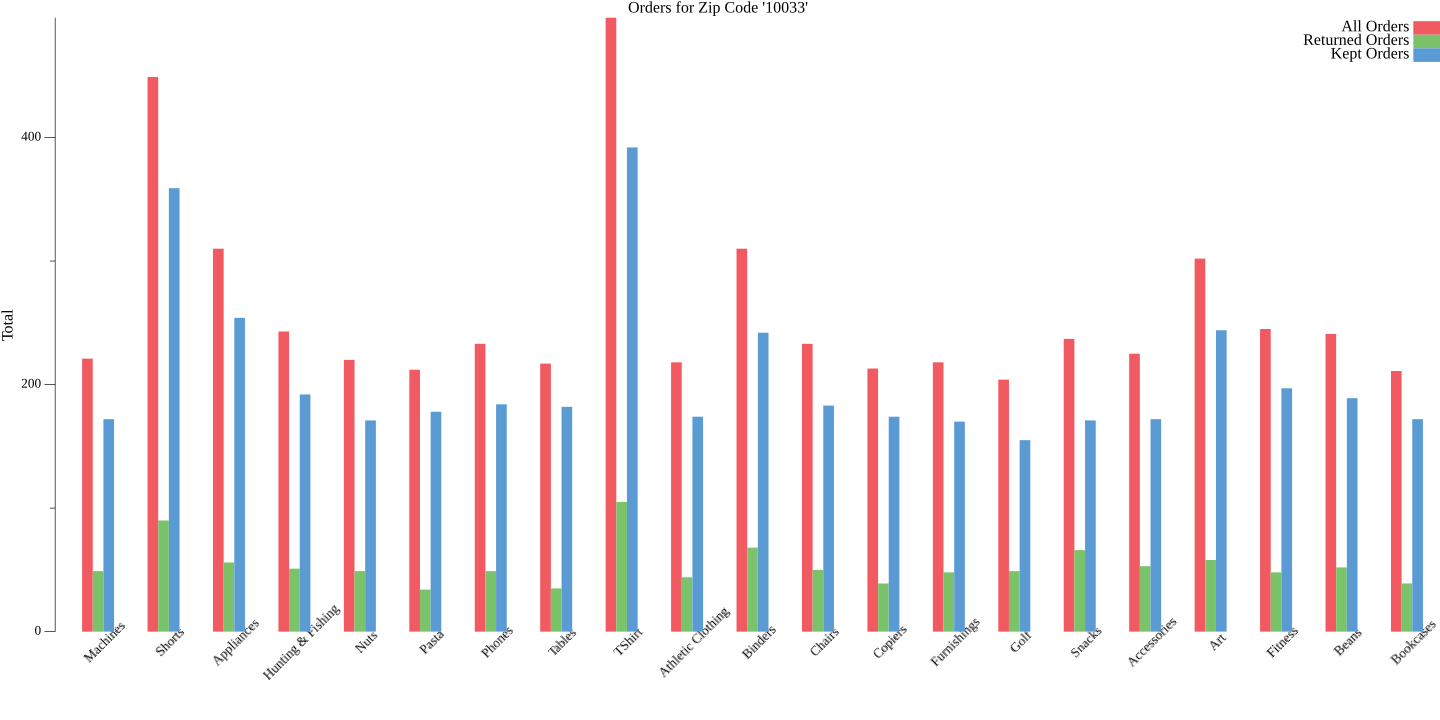 Orders for Zip Code '10033'
All Orders
Returned Orders
Kept Orders
Total
400
200
0
Machines
Shorts
Appliances
Hunting & Fishing
Nuts
Pasta
Phones
Tables
TShirt
Athletic Clothing
Binders
Chairs
Copiers
Furnishings
Golf
Snacks
Accessories
Art
Fitness
Beans
Bookcases